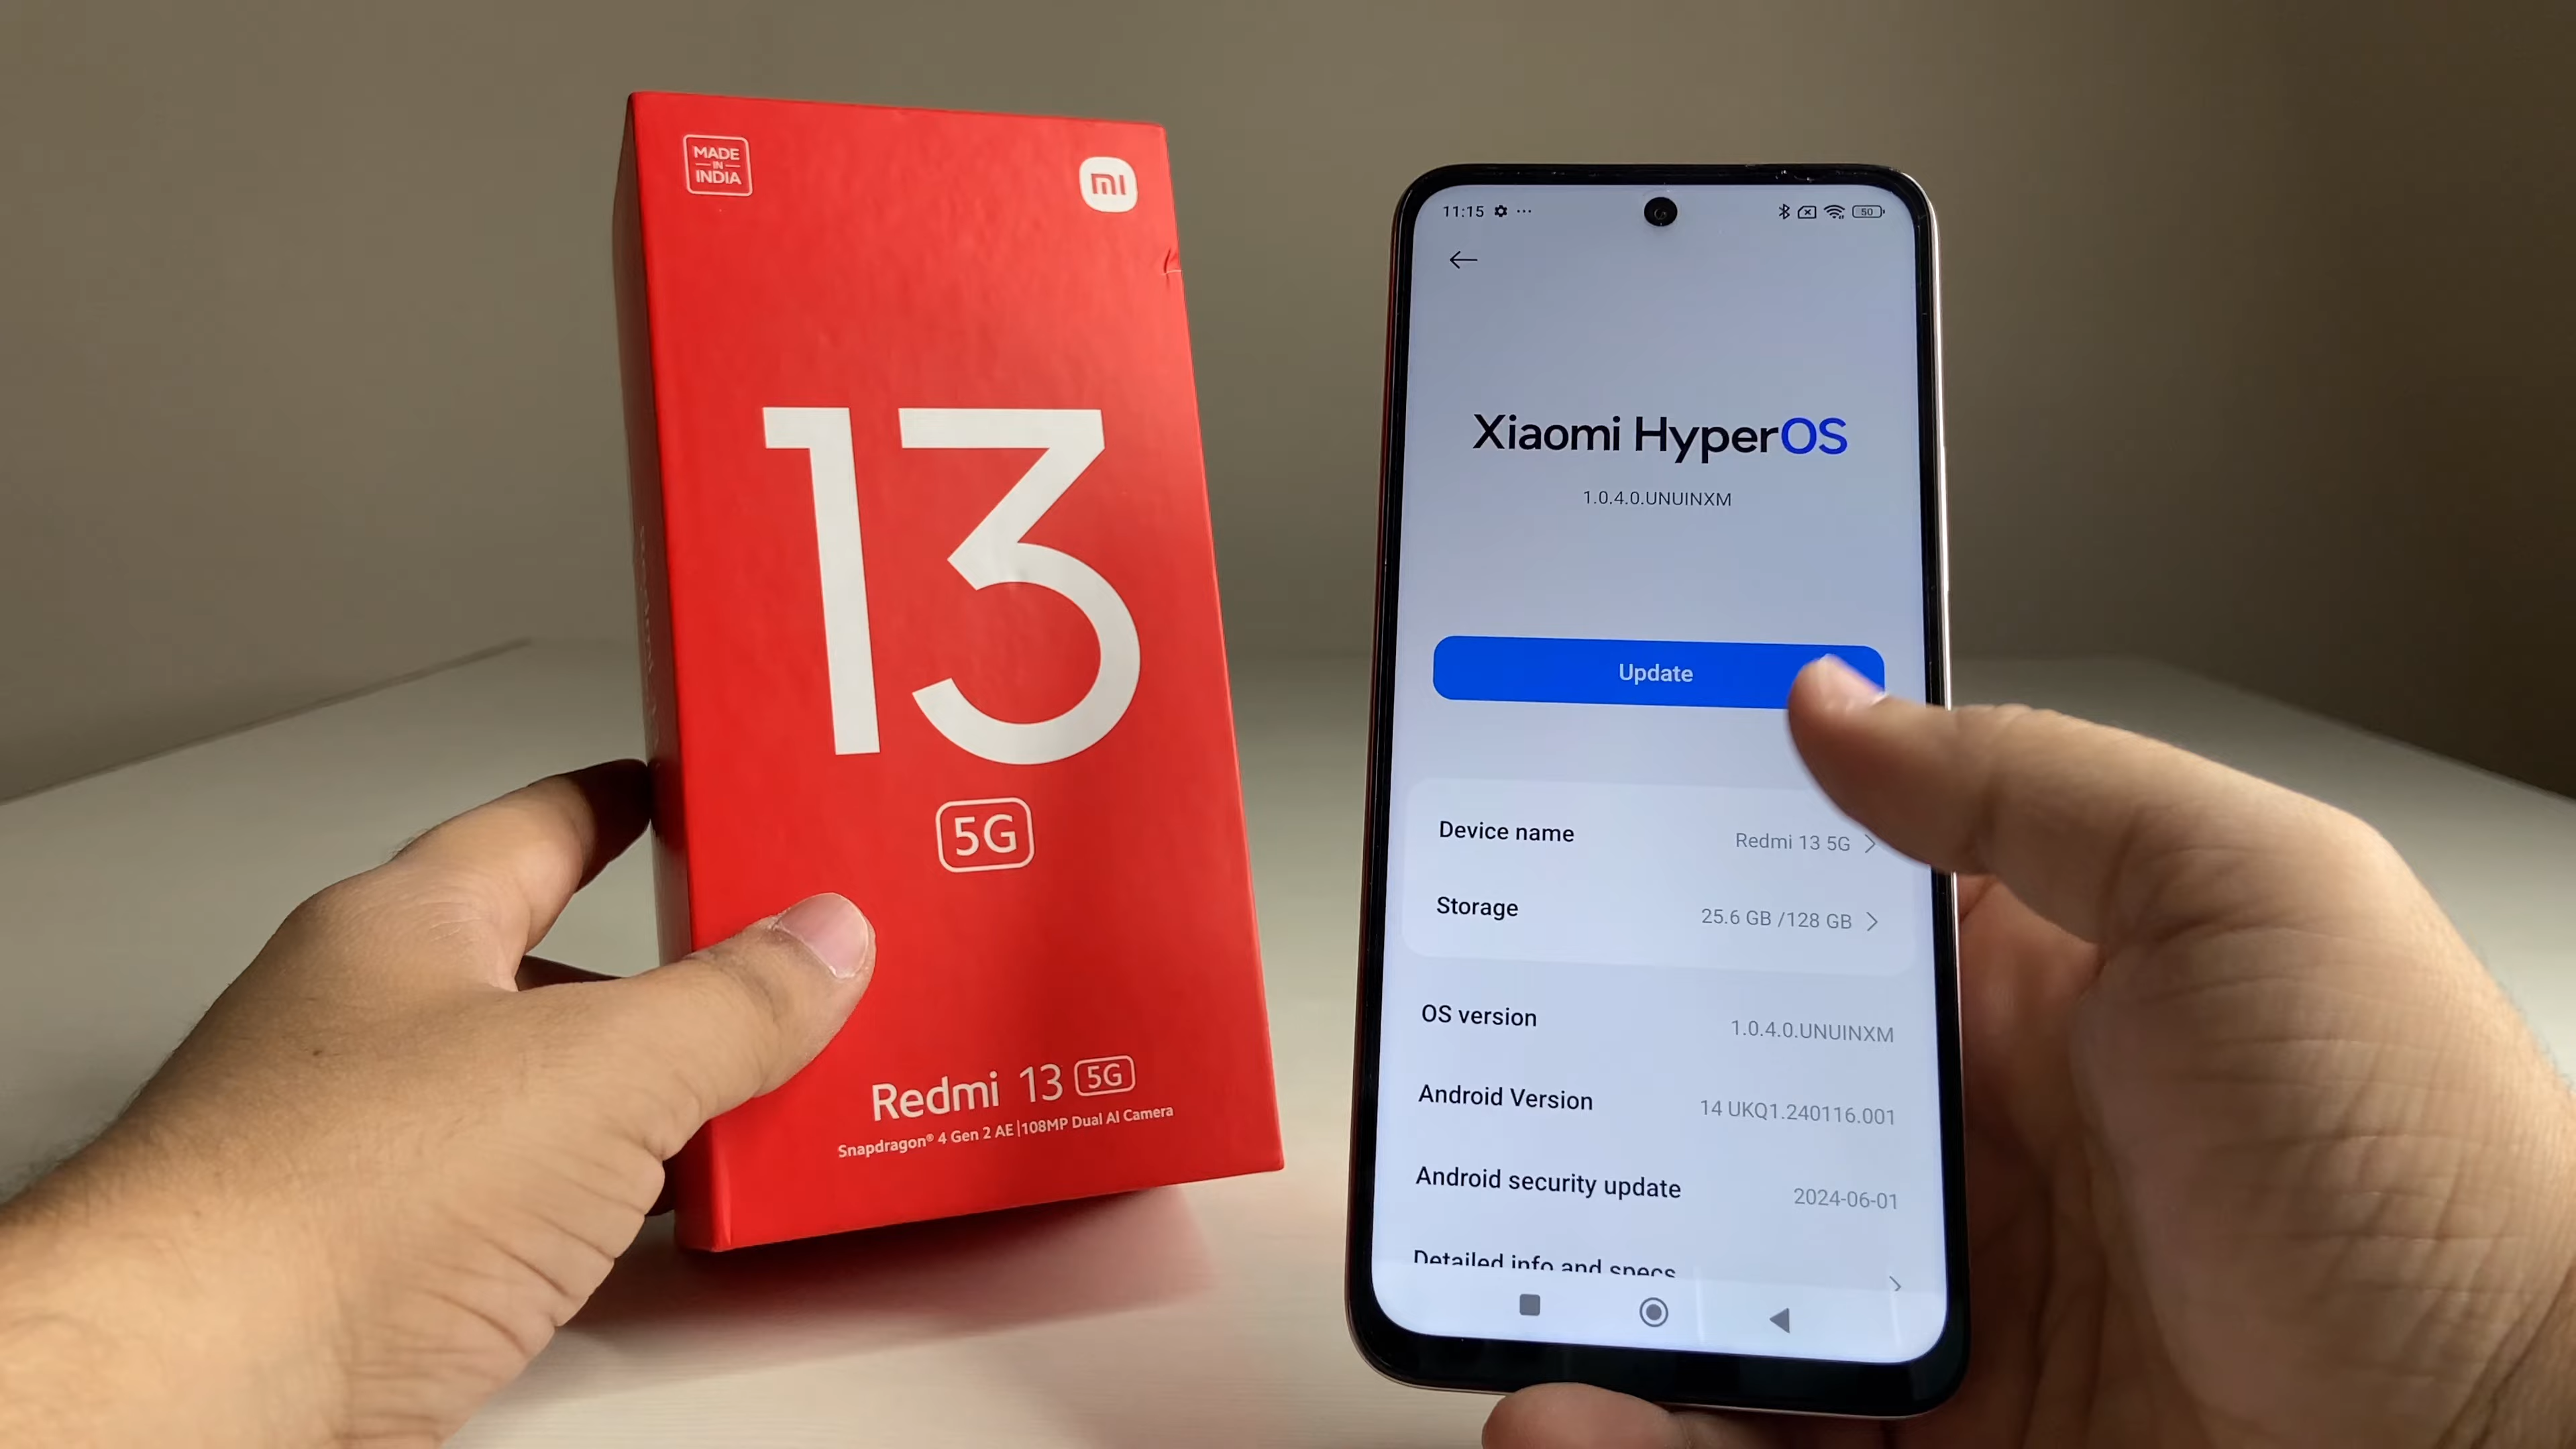 MADE
IN
INDIA
mi
13
5G
Redmi 13 5G
Snapdragon® 4 Gen 2 AE | 108MP Dual AI Camera
11:15
50
Xiaomi HyperOS
1.0.4.0.UNUINXM
Update
Device name Redmi 13 5G
Storage 25.6 GB /128 GB
OS version 1.0.4.0.UNUINXM
Android Version 14 UKQ1.240116.001
Android security update 2024-06-01
Detailed info and specs